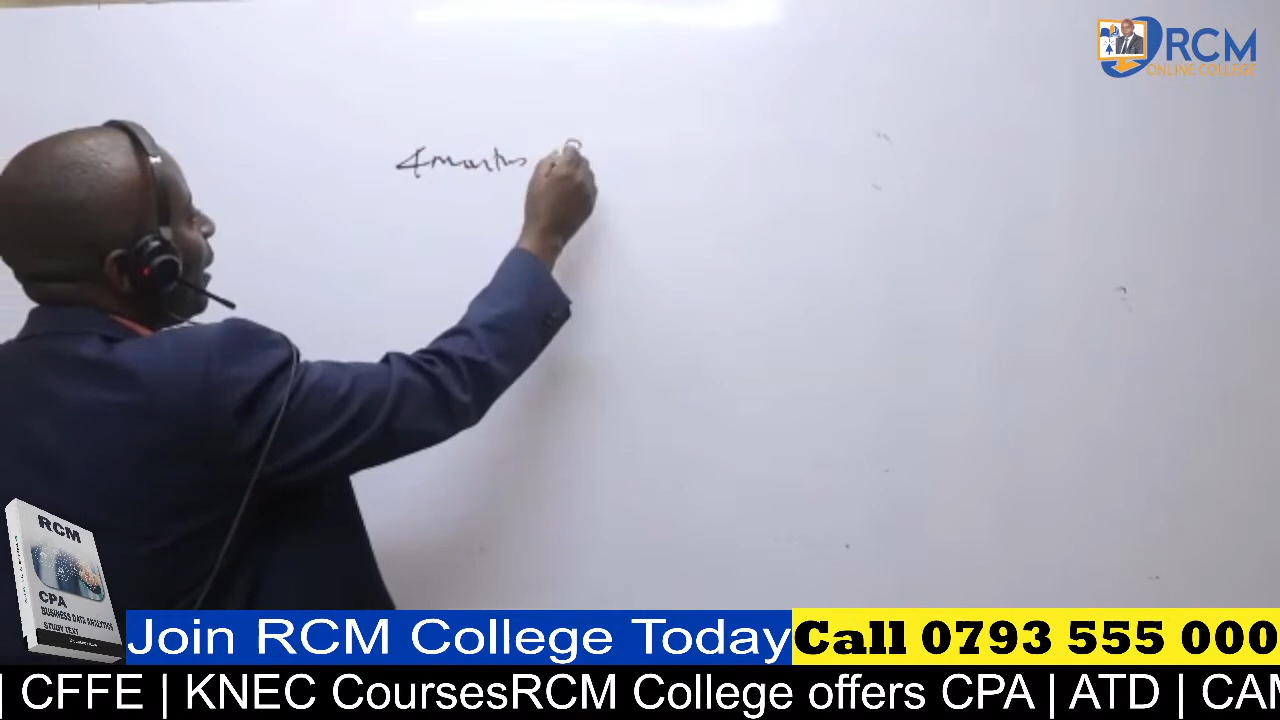 RCM
ONLINE COLLEGE
4 months
RCM
CPA
BUSINESS DATA ANALYTICS
STUDY TEXT
Join RCM College Today
Call 0793 555 000
| CFFE | KNEC CoursesRCM College offers CPA | ATD | CAM